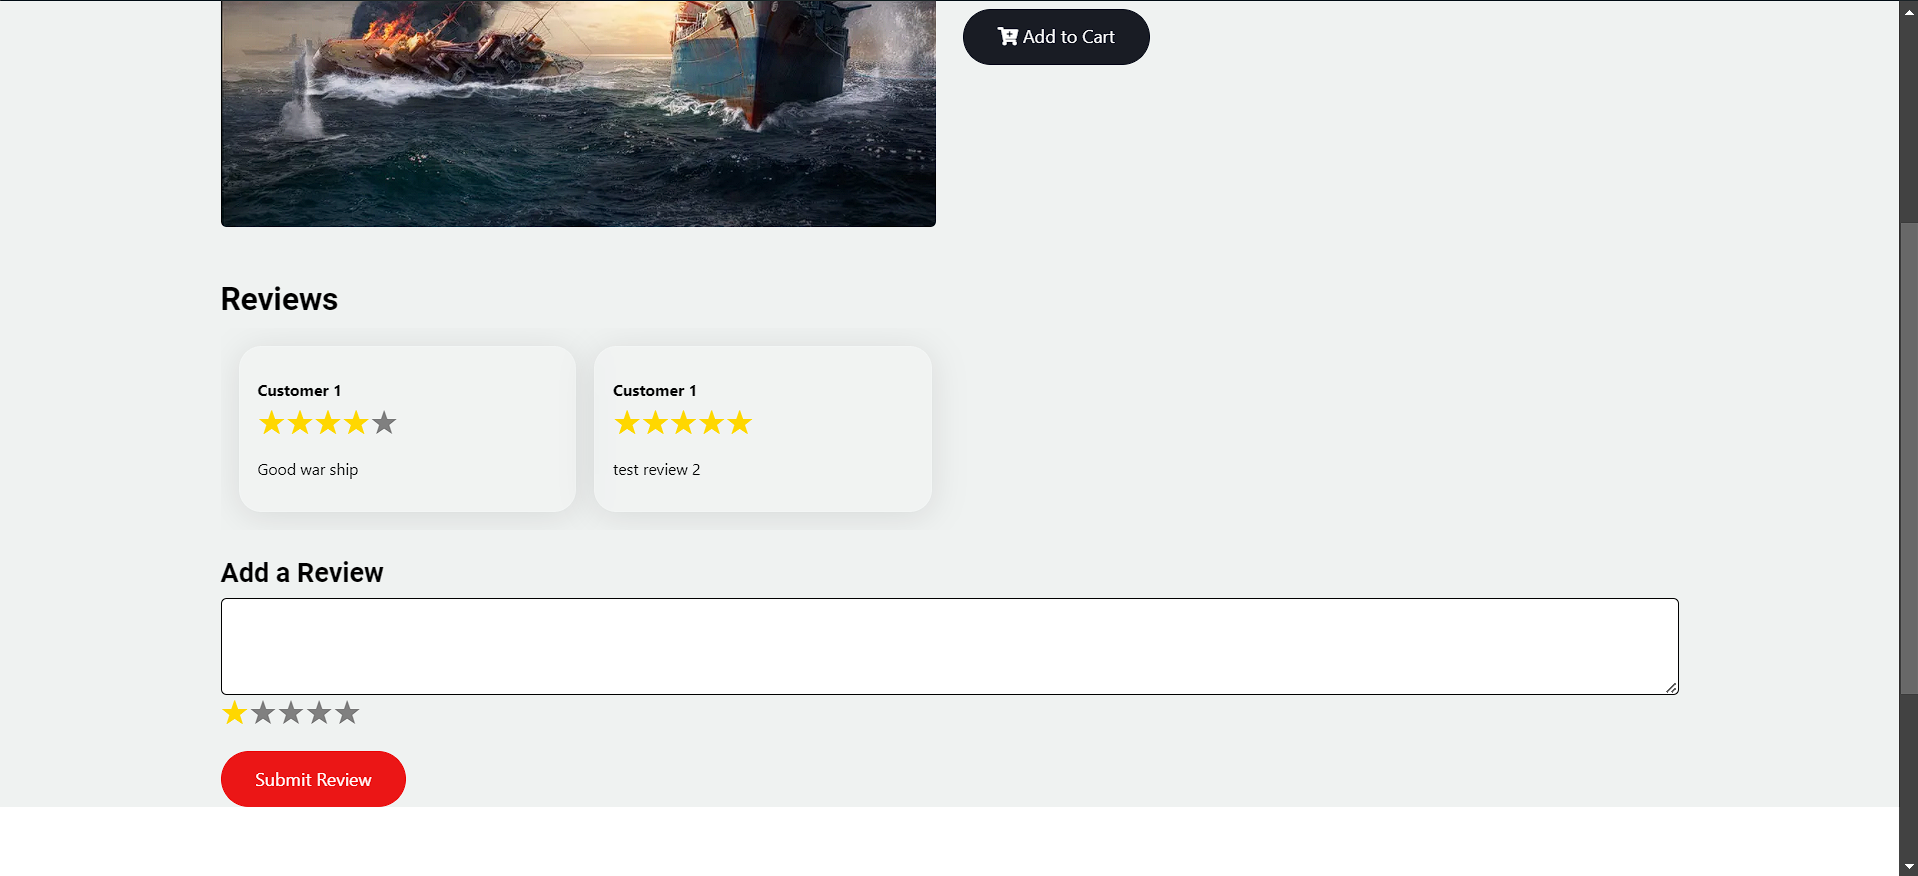 Add to Cart
Reviews
Customer 1
Good war ship
Customer 1
test review 2
Add a Review
Submit Review